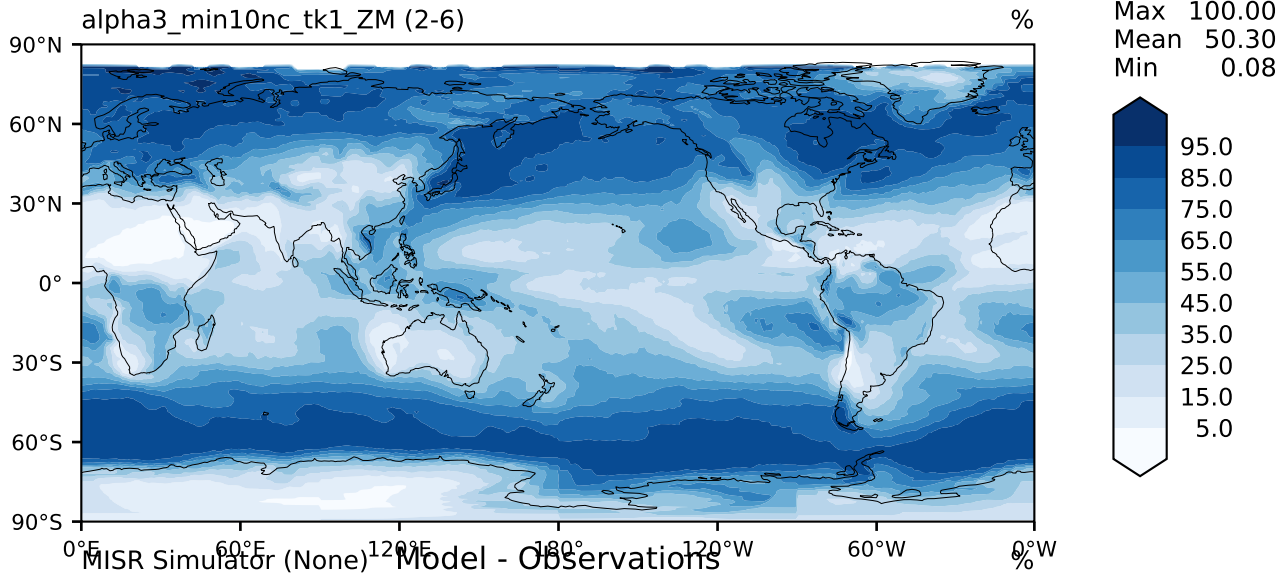 alpha3_min10nc_tk1_ZM (2-6) %
Max 100.00
Mean 50.30
Min 0.08
90°N
60°N
30°N
0°
30°S
60°S
90°S
95.0
85.0
75.0
65.0
55.0
45.0
35.0
25.0
15.0
5.0
0°E 60°E 120°E 180° 120°W 60°W 0°W
MISR Simulator (None) Model - Observations %